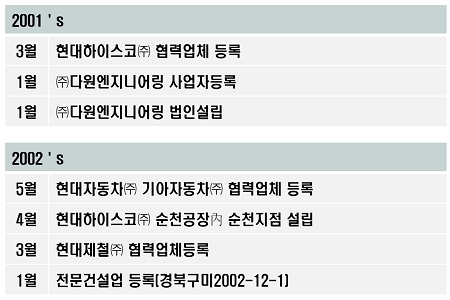 2001 ' s
3월 현대하이스코㈜ 협력업체 등록
1월 ㈜다원엔지니어링 사업자등록
1월 ㈜다원엔지니어링 법인설립
2002 ' s
5월 현대자동차㈜ 기아자동차㈜ 협력업체 등록
4월 현대하이스코㈜ 순천공장內 순천지점 설립
3월 현대제철㈜ 협력업체등록
1월 전문건설업 등록(경북구미2002-12-1)